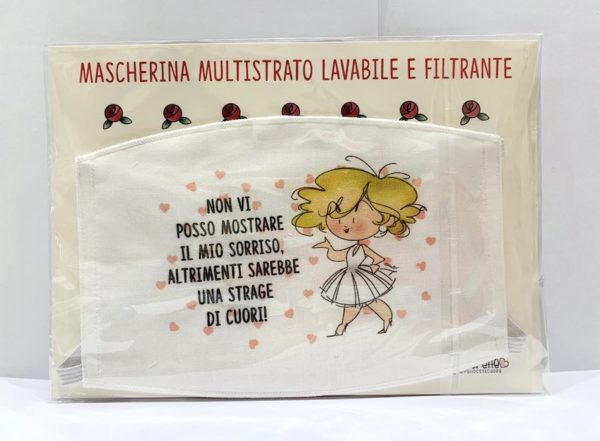 MASCHERINA MULTISTRATO LAVABILE E FILTRANTE
NON VI
POSSO MOSTRARE
IL MIO SORRISO,
ALTRIMENTI SAREBBE
UNA STRAGE
DI CUORI!